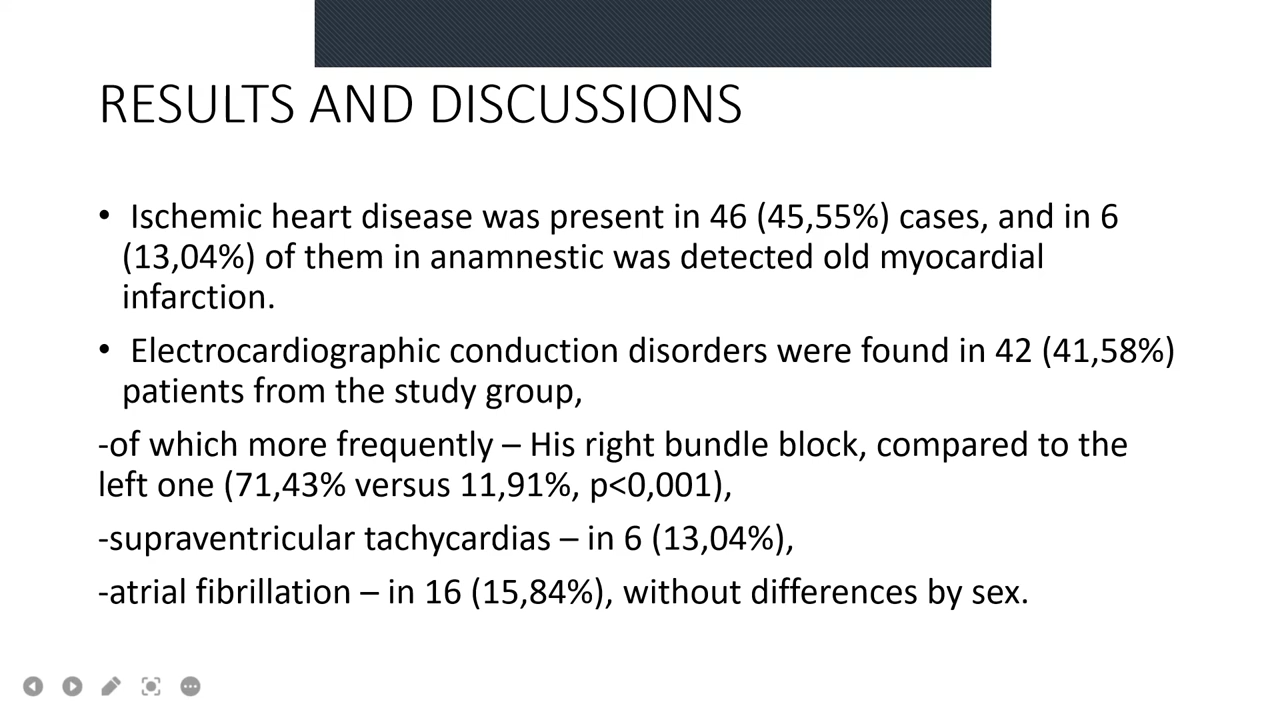 RESULTS AND DISCUSSIONS
• Ischemic heart disease was present in 46 (45,55%) cases, and in 6
(13,04%) of them in anamnestic was detected old myocardial
infarction.
• Electrocardiographic conduction disorders were found in 42 (41,58%)
patients from the study group,
-of which more frequently – His right bundle block, compared to the
left one (71,43% versus 11,91%, p<0,001),
-supraventricular tachycardias – in 6 (13,04%),
-atrial fibrillation – in 16 (15,84%), without differences by sex.